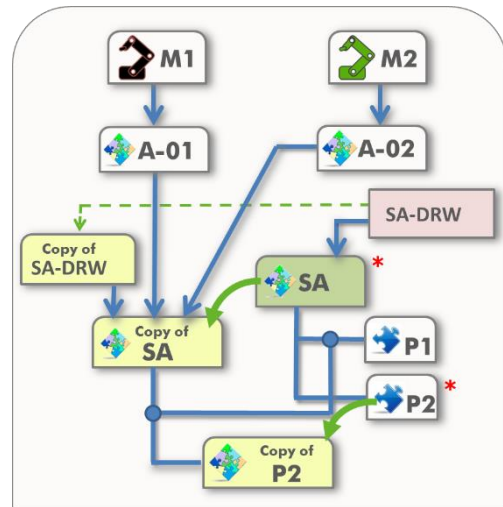 M1
M2
A-01
A-02
SA-DRW
Copy of
SA-DRW
SA
*
Copy of
SA
P1
P2
*
Copy of
P2